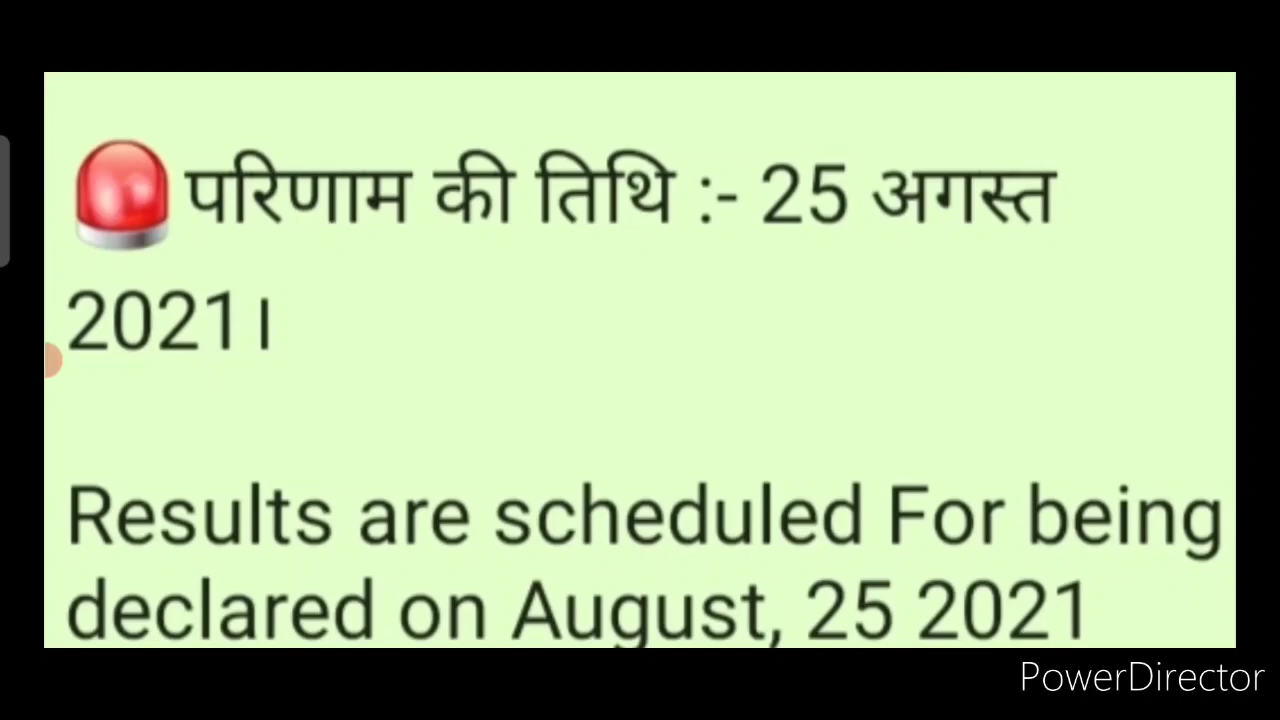 🚨परिणाम की तिथि :- 25 अगस्त
2021।
Results are scheduled For being
declared on August, 25 2021
PowerDirector